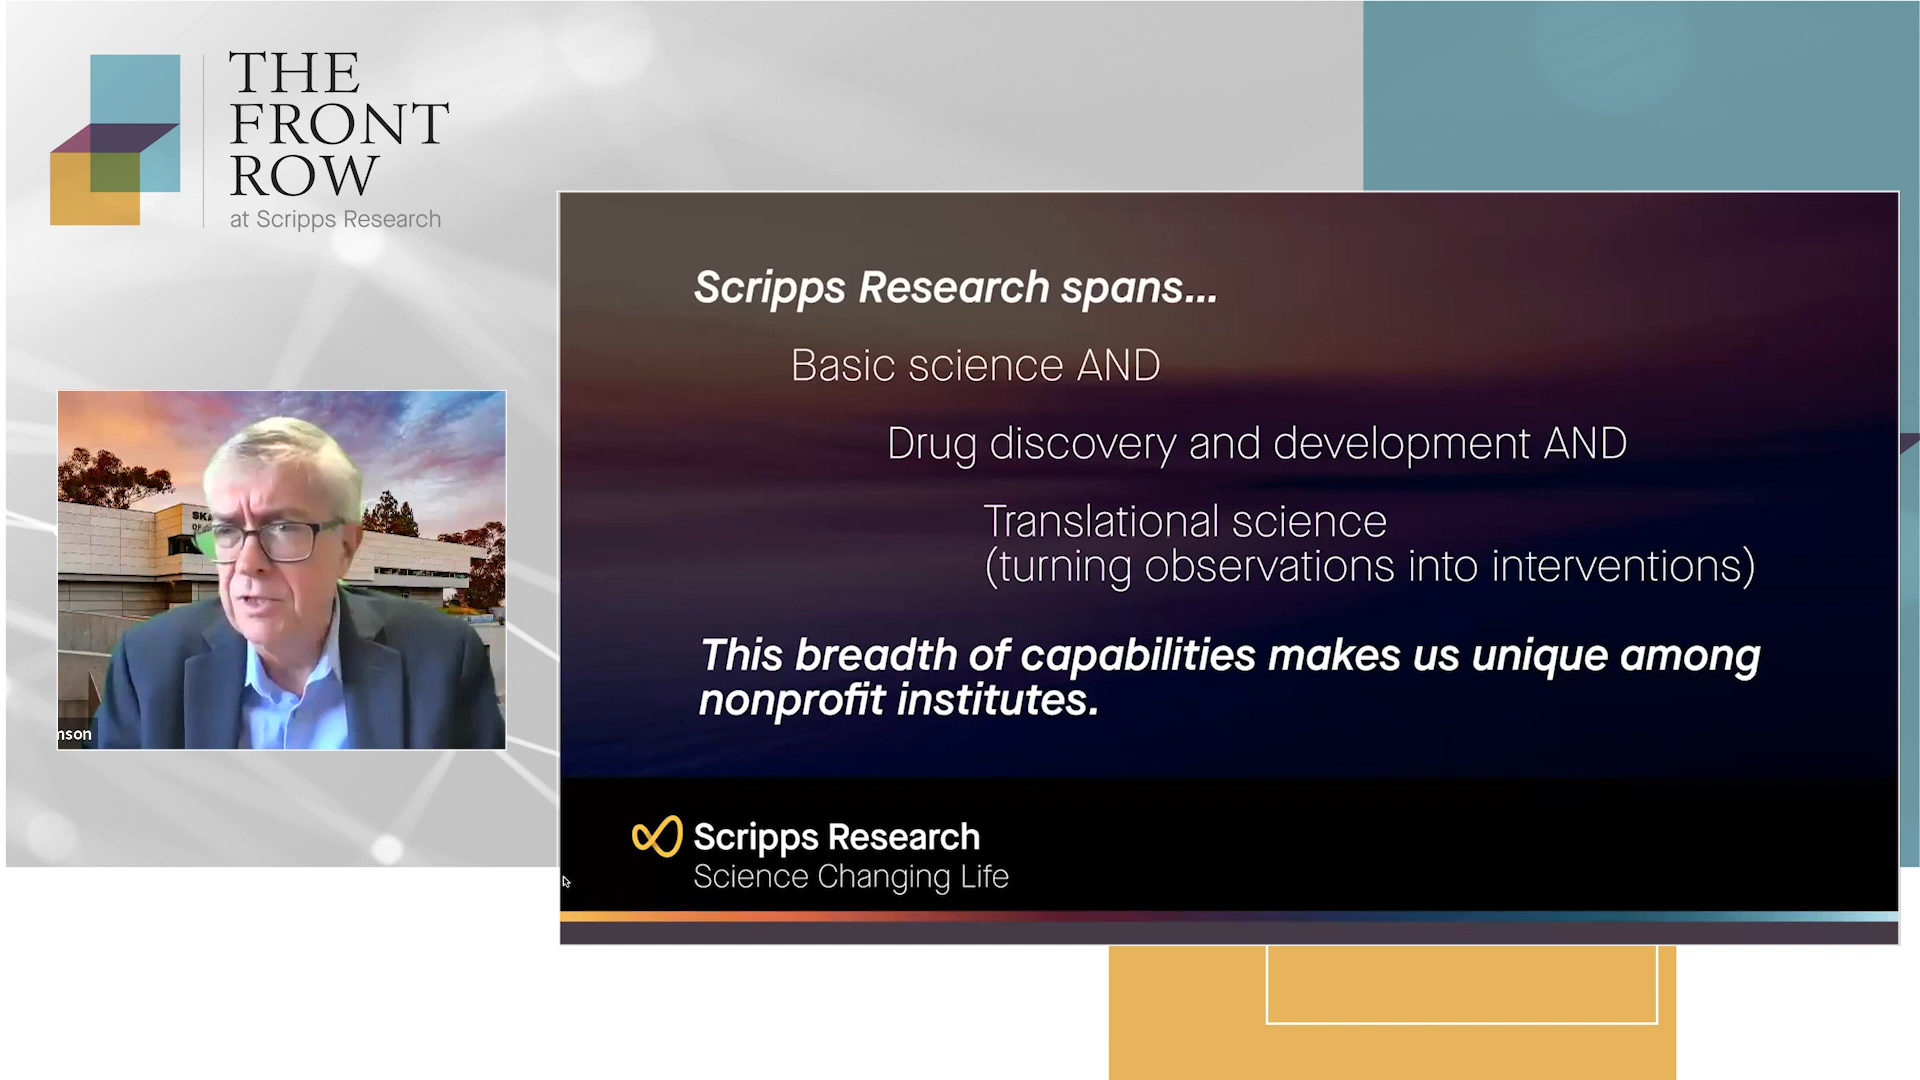 THE
FRONT
ROW
at Scripps Research
Scripps Research spans...
Basic science AND
Drug discovery and development AND
Translational science
(turning observations into interventions)
This breadth of capabilities makes us unique among
nonprofit institutes.
Scripps Research
Science Changing Life
nson